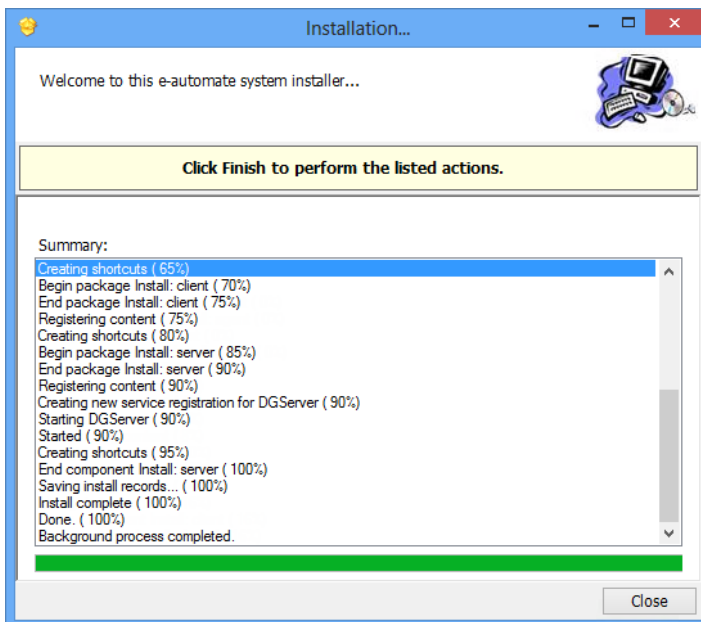 Installation...
Welcome to this e-automate system installer...
Click Finish to perform the listed actions.
Summary:
Creating shortcuts ( 65%)
Begin package Install: client ( 70%)
End package Install: client ( 75%)
Registering content ( 75%)
Creating shortcuts ( 80%)
Begin package Install: server ( 85%)
End package Install: server ( 90%)
Registering content ( 90%)
Creating new service registration for DGServer ( 90%)
Starting DGServer ( 90%)
Started ( 90%)
Creating shortcuts ( 95%)
End component Install: server ( 100%)
Saving install records... ( 100%)
Install complete ( 100%)
Done. ( 100%)
Background process completed.
Close